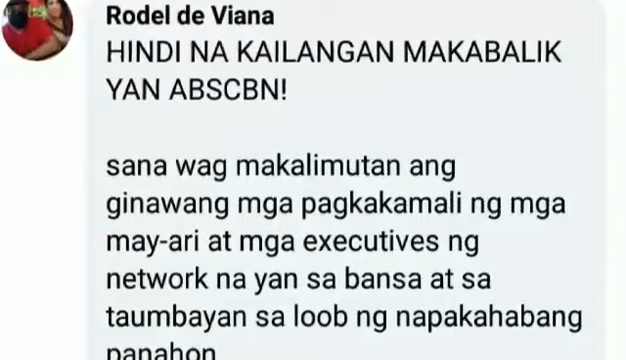 Rodel de Viana
HINDI NA KAILANGAN MAKABALIK
YAN ABSCBN!
sana wag makalimutan ang
ginawang mga pagkakamali ng mga
may-ari at mga executives ng
network na yan sa bansa at sa
taumbayan sa loob ng napakahabang
panahon